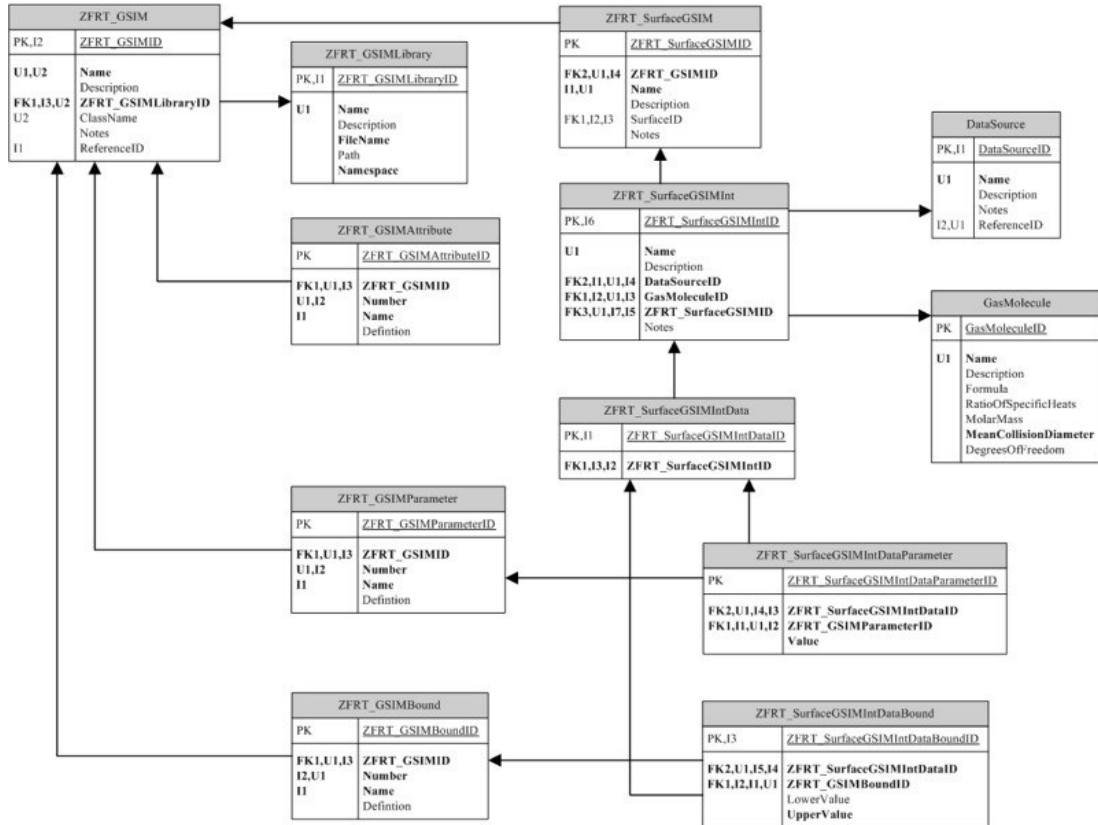 ZFRT_GSIM
PK,I2 ZFRT_GSIMID
U1,U2 Name
Description
FK1,I3,U2 ZFRT_GSIMLibraryID
U2 ClassName
Notes
I1 ReferenceID
ZFRT_GSIMLibrary
PK,I1 ZFRT_GSIMLibraryID
U1 Name
Description
FileName
Path
Namespace
ZFRT_SurfaceGSIM
PK ZFRT_SurfaceGSIMID
FK2,U1,I4 ZFRT_GSIMID
I1,U1 Name
Description
FK1,I2,I3 SurfaceID
Notes
DataSource
PK,I1 DataSourceID
U1 Name
Description
Notes
I2,U1 ReferenceID
ZFRT_SurfaceGSIMInt
PK,I6 ZFRT_SurfaceGSIMIntID
U1 Name
Description
FK2,I1,U1,I4 DataSourceID
FK1,I2,U1,I3 GasMoleculeID
FK3,U1,I7,I5 ZFRT_SurfaceGSIMID
Notes
ZFRT_GSIMAttribute
PK ZFRT_GSIMAttributeID
FK1,U1,I3 ZFRT_GSIMID
U1,I2 Number
I1 Name
Defintion
GasMolecule
PK GasMoleculeID
U1 Name
Description
Formula
RatioOfSpecificHeats
MolarMass
MeanCollisionDiameter
DegreesOfFreedom
ZFRT_SurfaceGSIMIntData
PK,I1 ZFRT_SurfaceGSIMIntDataID
FK1,I3,I2 ZFRT_SurfaceGSIMIntID
ZFRT_GSIMParameter
PK ZFRT_GSIMParameterID
FK1,U1,I3 ZFRT_GSIMID
U1,I2 Number
I1 Name
Defintion
ZFRT_SurfaceGSIMIntDataParameter
PK ZFRT_SurfaceGSIMIntDataParameterID
FK2,U1,I4,I3 ZFRT_SurfaceGSIMIntDataID
FK1,I1,U1,I2 ZFRT_GSIMParameterID
Value
ZFRT_GSIMBound
PK ZFRT_GSIMBoundID
FK1,U1,I3 ZFRT_GSIMID
I2,U1 Number
I1 Name
Defintion
ZFRT_SurfaceGSIMIntDataBound
PK,I3 ZFRT_SurfaceGSIMIntDataBoundID
FK2,U1,I5,I4 ZFRT_SurfaceGSIMIntDataID
FK1,I2,I1,U1 ZFRT_GSIMBoundID
LowerValue
UpperValue